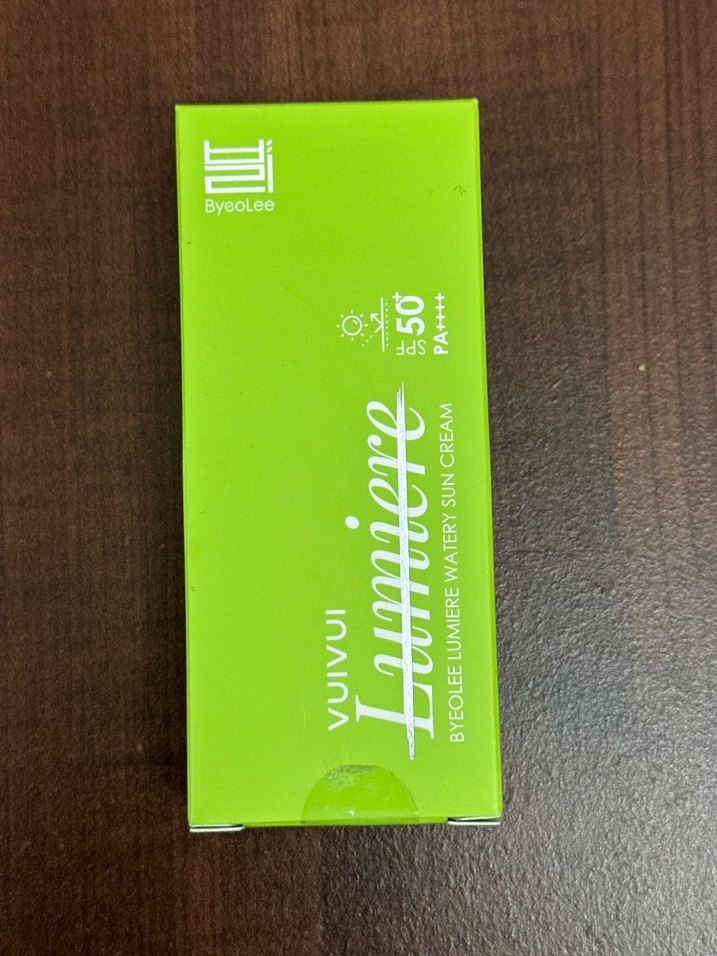 ByeoLee
VUIVUI
Lumiere
BYEOLEE LUMIERE WATERY SUN CREAM
SPF 50+
PA++++